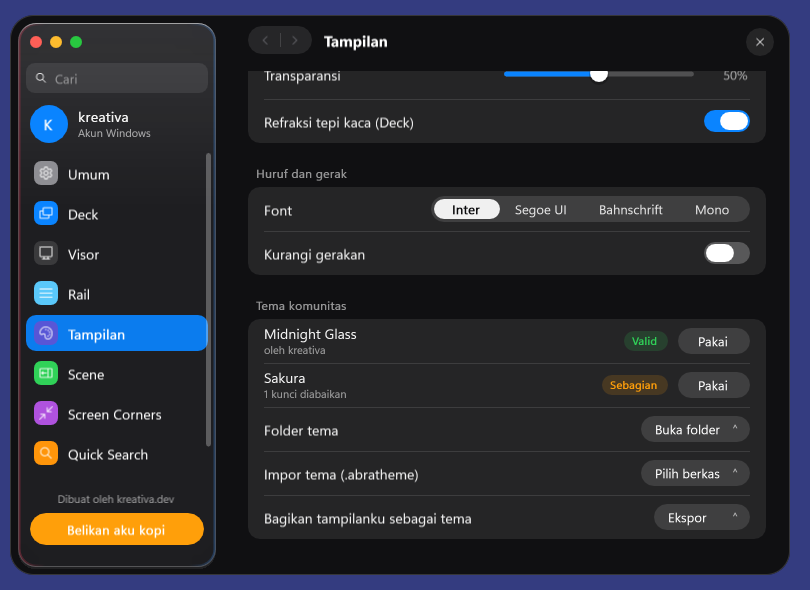 Tampilan
Cari
K
kreativa
Akun Windows
Umum
Deck
Visor
Rail
Tampilan
Scene
Screen Corners
Quick Search
Dibuat oleh kreativa.dev
Belikan aku kopi
Transparansi 50%
Refraksi tepi kaca (Deck)
Huruf dan gerak
Font Inter Segoe UI Bahnschrift Mono
Kurangi gerakan
Tema komunitas
Midnight Glass Valid Pakai
oleh kreativa
Sakura Sebagian Pakai
1 kunci diabaikan
Folder tema Buka folder
Impor tema (.abratheme) Pilih berkas
Bagikan tampilanku sebagai tema Ekspor